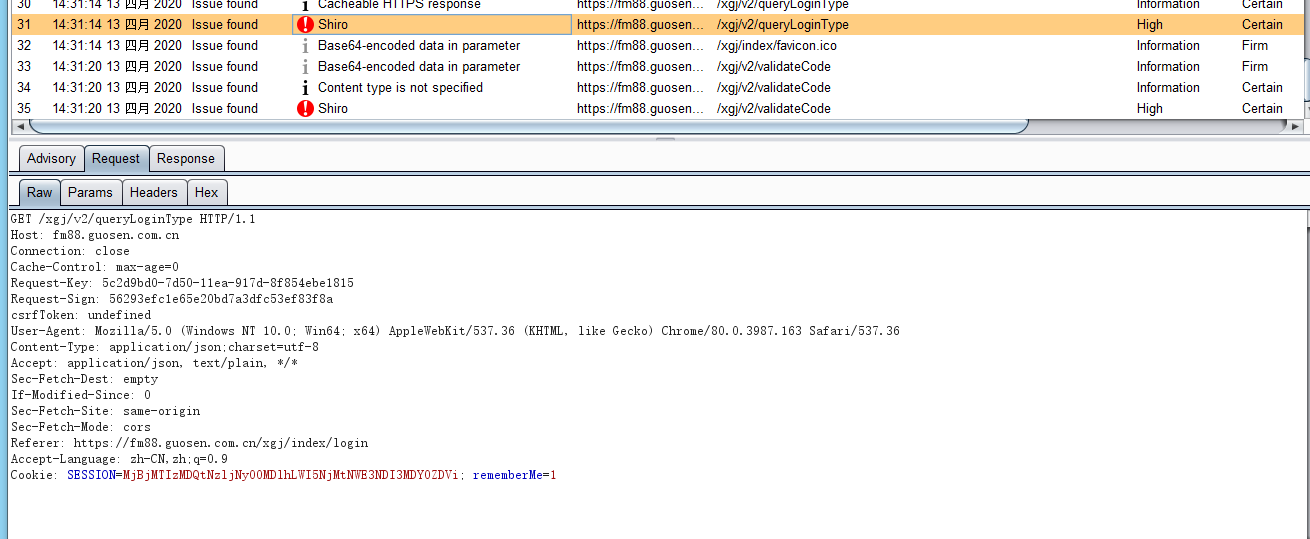 30 Cacheable HTTPS response https://fm88.guosen... /xgj/v2/queryLoginType Information Certain
31 14:31:14 13 四月 2020 Issue found Shiro https://fm88.guosen... /xgj/v2/queryLoginType High Certain
32 14:31:14 13 四月 2020 Issue found Base64-encoded data in parameter https://fm88.guosen... /xgj/index/favicon.ico Information Firm
33 14:31:20 13 四月 2020 Issue found Base64-encoded data in parameter https://fm88.guosen... /xgj/v2/validateCode Information Firm
34 14:31:20 13 四月 2020 Issue found Content type is not specified https://fm88.guosen... /xgj/v2/validateCode Information Certain
35 14:31:20 13 四月 2020 Issue found Shiro https://fm88.guosen... /xgj/v2/validateCode High Certain
Advisory Request Response
Raw Params Headers Hex
GET /xgj/v2/queryLoginType HTTP/1.1
Host: fm88.guosen.com.cn
Connection: close
Cache-Control: max-age=0
Request-Key: 5c2d9bd0-7d50-11ea-917d-8f854ebe1815
Request-Sign: 56293efc1e65e20bd7a3dfc53ef83f8a
csrfToken: undefined
User-Agent: Mozilla/5.0 (Windows NT 10.0; Win64; x64) AppleWebKit/537.36 (KHTML, like Gecko) Chrome/80.0.3987.163 Safari/537.36
Content-Type: application/json;charset=utf-8
Accept: application/json, text/plain, */*
Sec-Fetch-Dest: empty
If-Modified-Since: 0
Sec-Fetch-Site: same-origin
Sec-Fetch-Mode: cors
Referer: https://fm88.guosen.com.cn/xgj/index/login
Accept-Language: zh-CN,zh;q=0.9
Cookie: SESSION=MjBjMTIzMDQtNzljNy00MDlhLWI5NjMtNWE3NDI3MDY0ZDVi; rememberMe=1